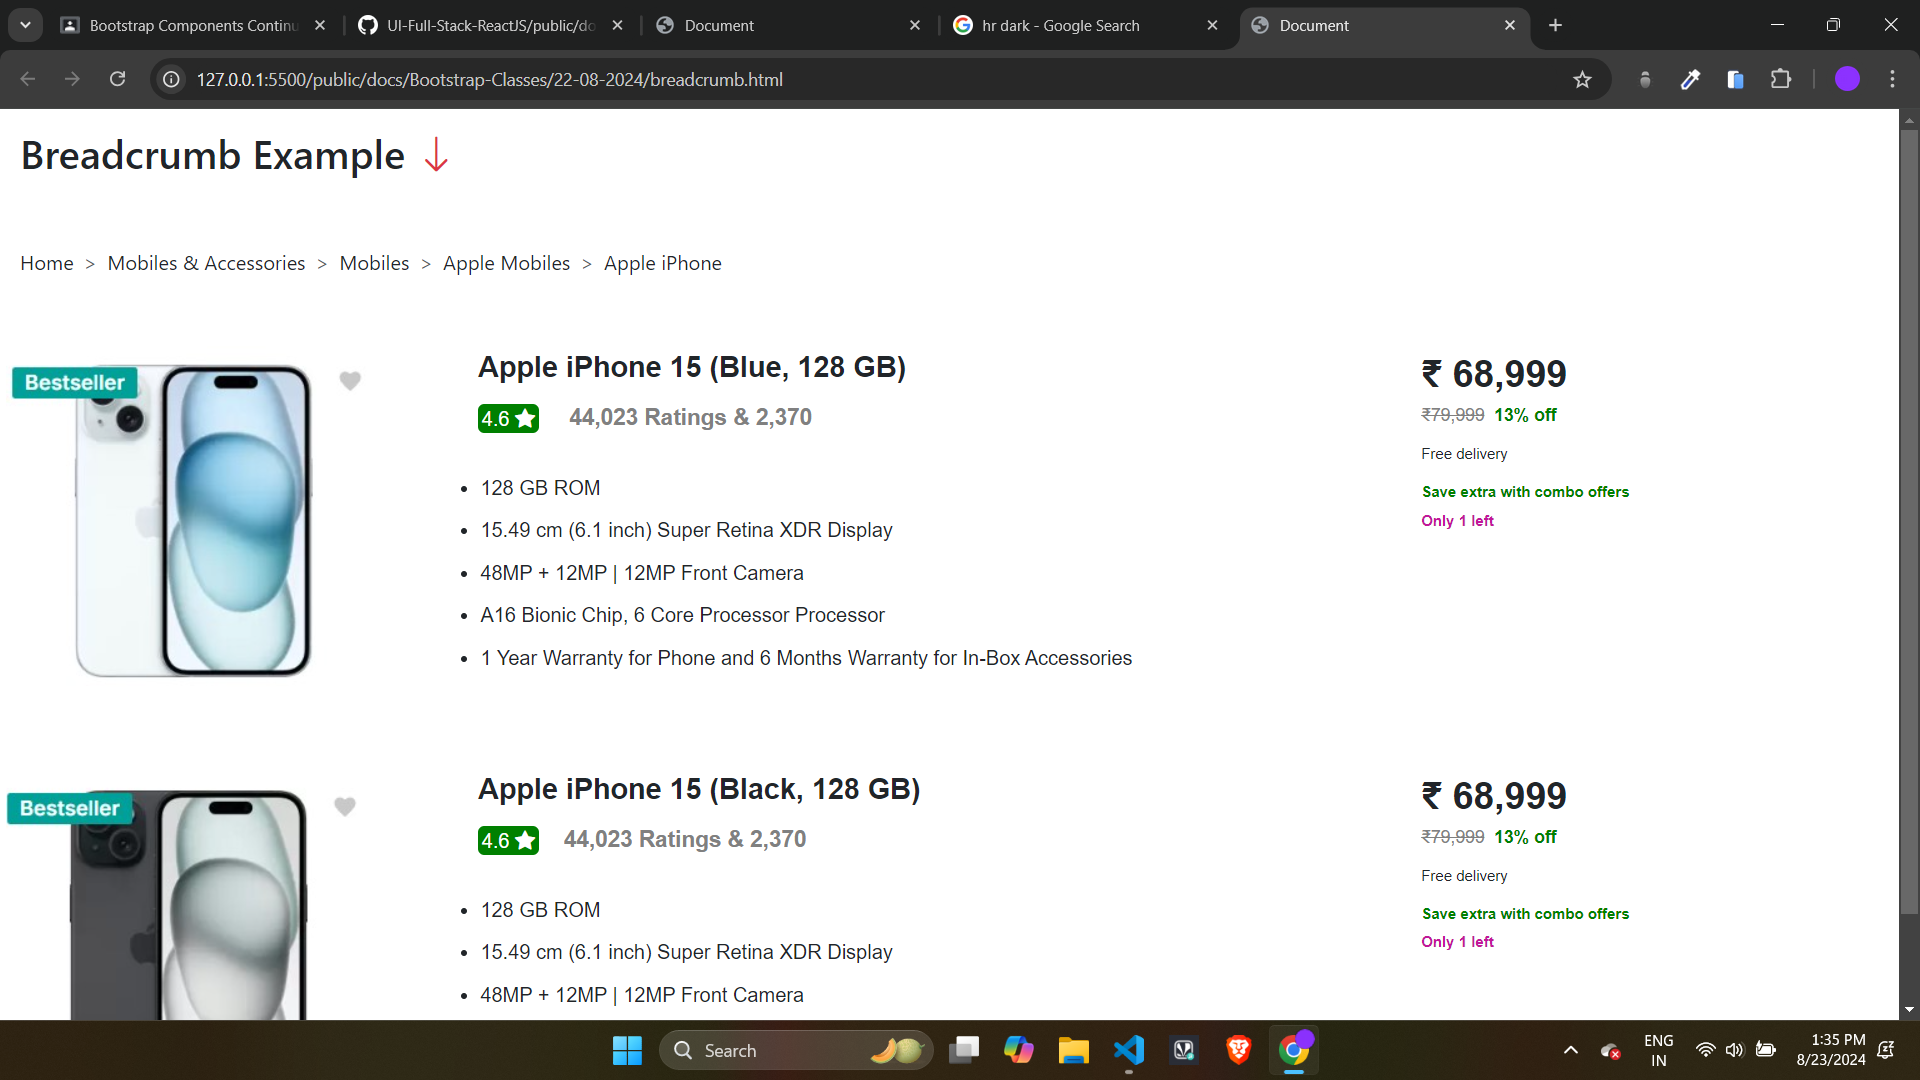 Bootstrap Components Continu
UI-Full-Stack-ReactJS/public/do
Document
hr dark - Google Search
Document
127.0.0.1:5500/public/docs/Bootstrap-Classes/22-08-2024/breadcrumb.html
Breadcrumb Example
Home > Mobiles & Accessories > Mobiles > Apple Mobiles > Apple iPhone
Bestseller
Apple iPhone 15 (Blue, 128 GB)
4.6 ★ 44,023 Ratings & 2,370
• 128 GB ROM
• 15.49 cm (6.1 inch) Super Retina XDR Display
• 48MP + 12MP | 12MP Front Camera
• A16 Bionic Chip, 6 Core Processor Processor
• 1 Year Warranty for Phone and 6 Months Warranty for In-Box Accessories
₹ 68,999
₹79,999 13% off
Free delivery
Save extra with combo offers
Only 1 left
Bestseller
Apple iPhone 15 (Black, 128 GB)
4.6 ★ 44,023 Ratings & 2,370
• 128 GB ROM
• 15.49 cm (6.1 inch) Super Retina XDR Display
• 48MP + 12MP | 12MP Front Camera
₹ 68,999
₹79,999 13% off
Free delivery
Save extra with combo offers
Only 1 left
Search
ENG
IN
1:35 PM
8/23/2024